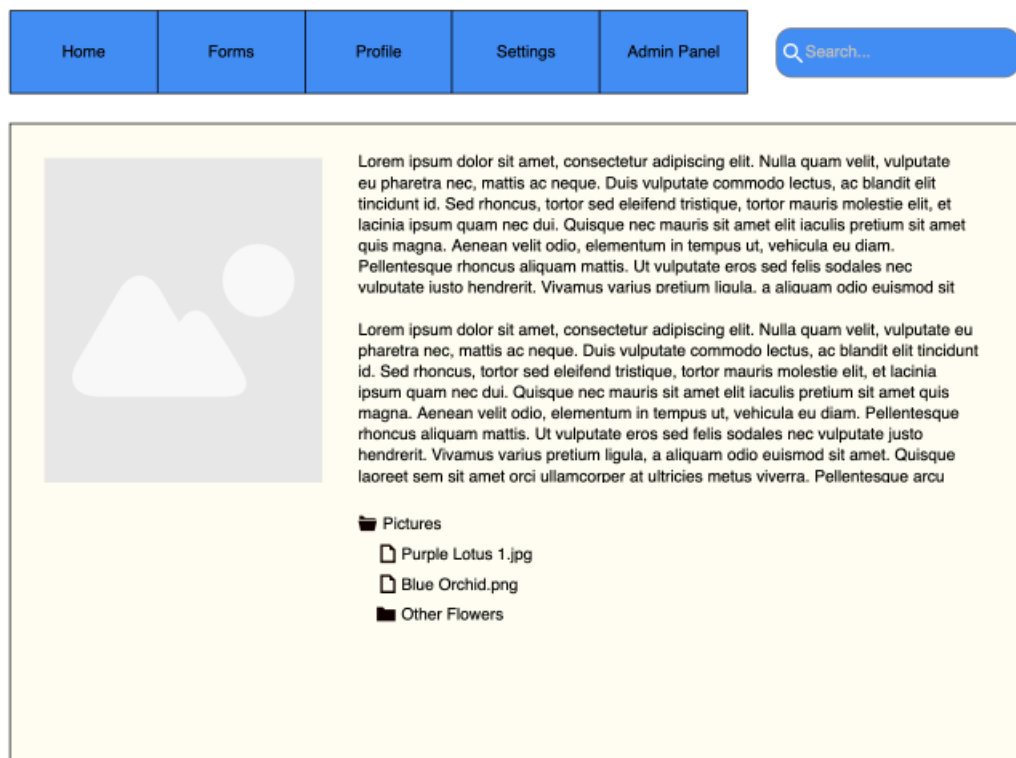 Home
Forms
Profile
Settings
Admin Panel
Search...
Lorem ipsum dolor sit amet, consectetur adipiscing elit. Nulla quam velit, vulputate
eu pharetra nec, mattis ac neque. Duis vulputate commodo lectus, ac blandit elit
tincidunt id. Sed rhoncus, tortor sed eleifend tristique, tortor mauris molestie elit, et
lacinia ipsum quam nec dui. Quisque nec mauris sit amet elit iaculis pretium sit amet
quis magna. Aenean velit odio, elementum in tempus ut, vehicula eu diam.
Pellentesque rhoncus aliquam mattis. Ut vulputate eros sed felis sodales nec
vulputate justo hendrerit. Vivamus varius pretium ligula, a aliquam odio euismod sit
Lorem ipsum dolor sit amet, consectetur adipiscing elit. Nulla quam velit, vulputate eu
pharetra nec, mattis ac neque. Duis vulputate commodo lectus, ac blandit elit tincidunt
id. Sed rhoncus, tortor sed eleifend tristique, tortor mauris molestie elit, et lacinia
ipsum quam nec dui. Quisque nec mauris sit amet elit iaculis pretium sit amet quis
magna. Aenean velit odio, elementum in tempus ut, vehicula eu diam. Pellentesque
rhoncus aliquam mattis. Ut vulputate eros sed felis sodales nec vulputate justo
hendrerit. Vivamus varius pretium ligula, a aliquam odio euismod sit amet. Quisque
laoreet sem sit amet orci ullamcorper at ultricies metus viverra. Pellentesque arcu
Pictures
Purple Lotus 1.jpg
Blue Orchid.png
Other Flowers